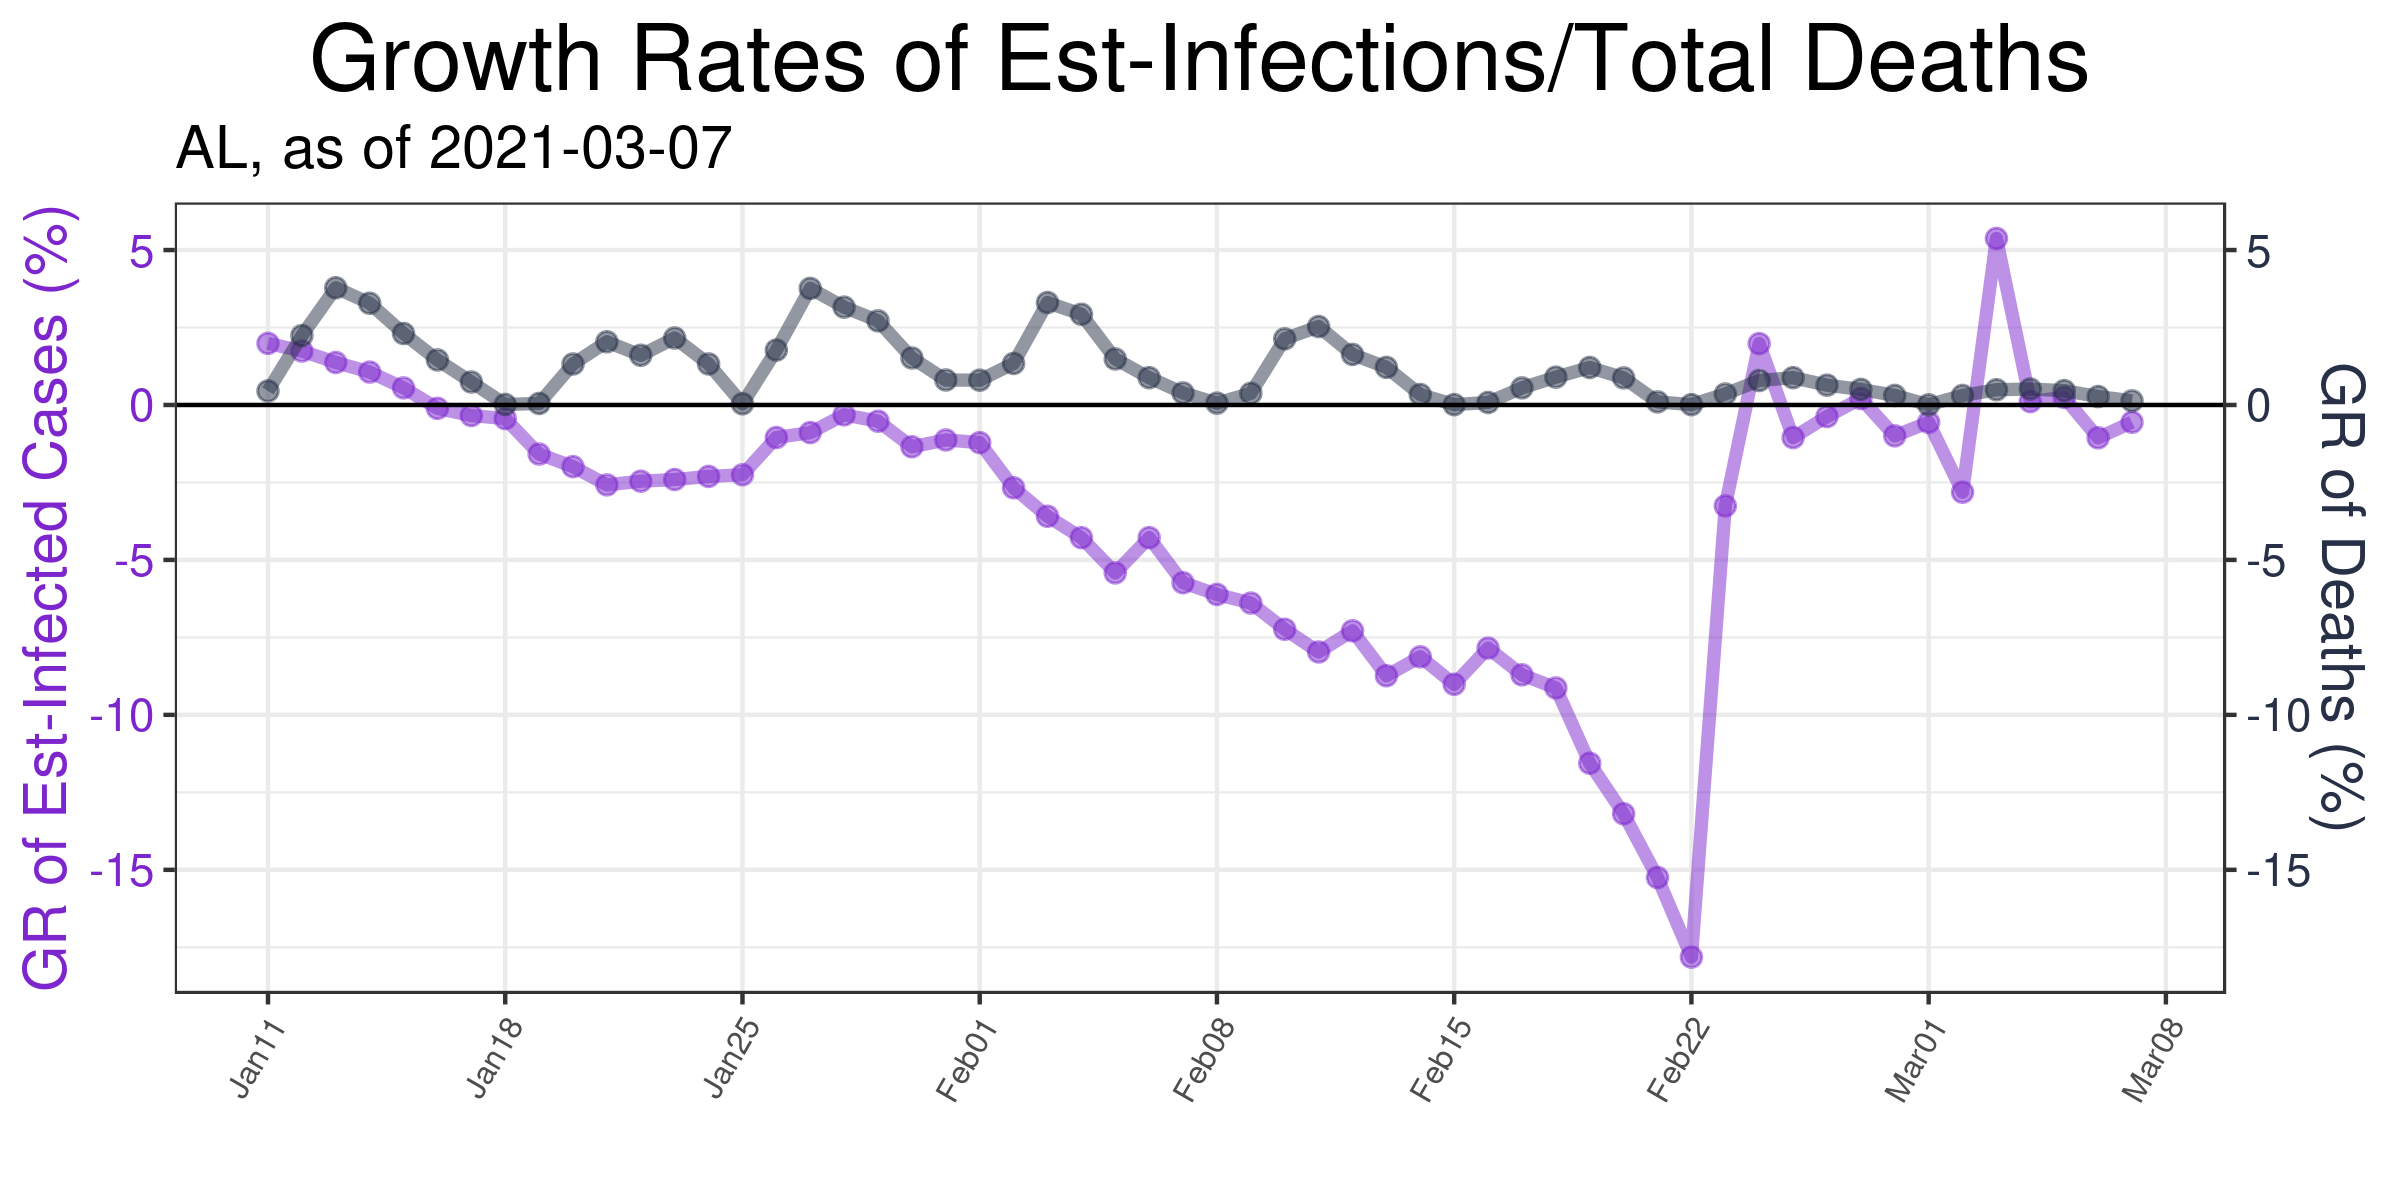 Growth Rates of Est-Infections/Total Deaths
AL, as of 2021-03-07
GR of Est-Infected Cases (%)
5
0
-5
-10
-15
5
0
-5
-10
-15
GR of Deaths (%)
Jan11
Jan18
Jan25
Feb01
Feb08
Feb15
Feb22
Mar01
Mar08